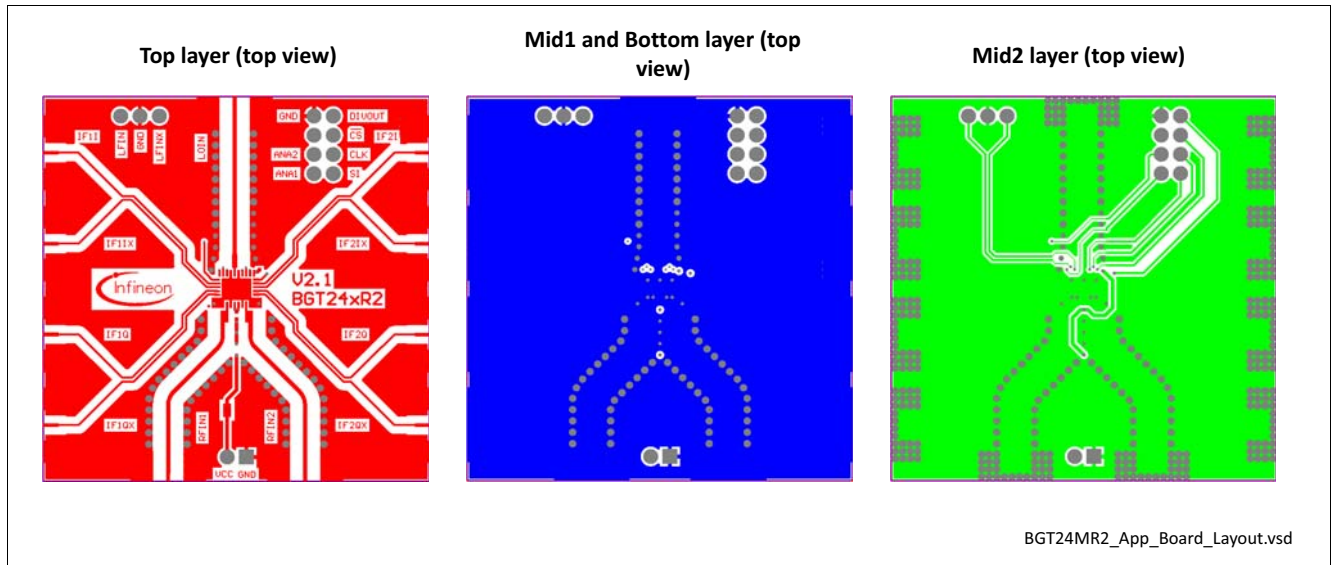 Top layer (top view)
Mid1 and Bottom layer (top
view)
Mid2 layer (top view)
GND
DIVOUT
IF1I
LFIN
GND
LFINX
LOIN
CS
IF2I
ANA2
CLK
ANA1
SI
IF1IX
IF2IX
Infineon
V2.1
BGT24xR2
IF1Q
IF2Q
IF1QX
RFIN1
RFIN2
IF2QX
VCC GND
BGT24MR2_App_Board_Layout.vsd